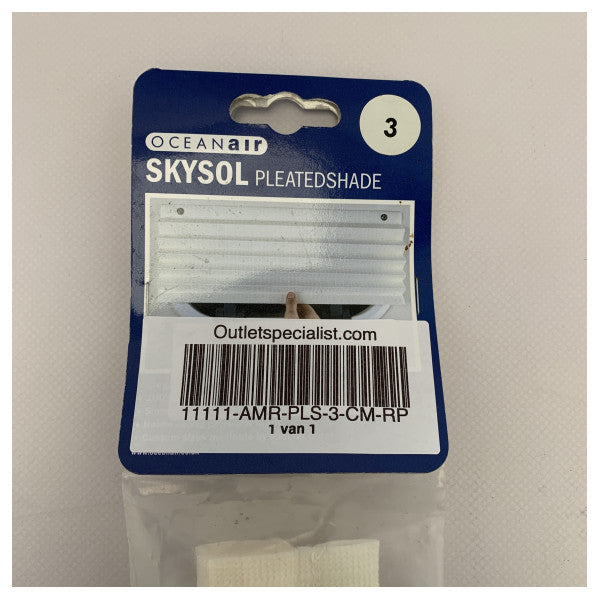 3
OCEANair
SKYSOL PLEATEDSHADE
Outletspecialist.com
11111-AMR-PLS-3-CM-RP
1 van 1